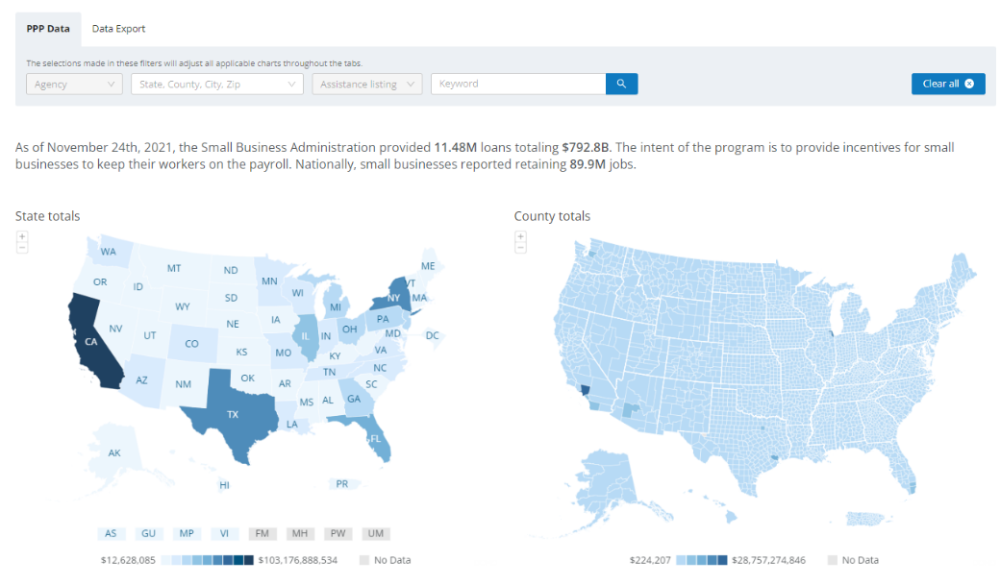 PPP Data Data Export
The selections made in these filters will adjust all applicable charts throughout the tabs.
Agency State, County, City, Zip Assistance listing Keyword Clear all
As of November 24th, 2021, the Small Business Administration provided 11.48M loans totaling $792.8B. The intent of the program is to provide incentives for small
businesses to keep their workers on the payroll. Nationally, small businesses reported retaining 89.9M jobs.
State totals County totals
WA
MT ND ME
OR ID MN VT
SD WI NY MA
WY MI
NV NE IA PA
CA UT IL IN OH MD DC
CO KS MO KY VA
AZ NM OK TN NC
AR SC
MS AL GA
TX LA
FL
AK
HI PR
AS GU MP VI FM MH PW UM
$12,628,085 $103,176,888,534 No Data $224,207 $28,757,274,846 No Data